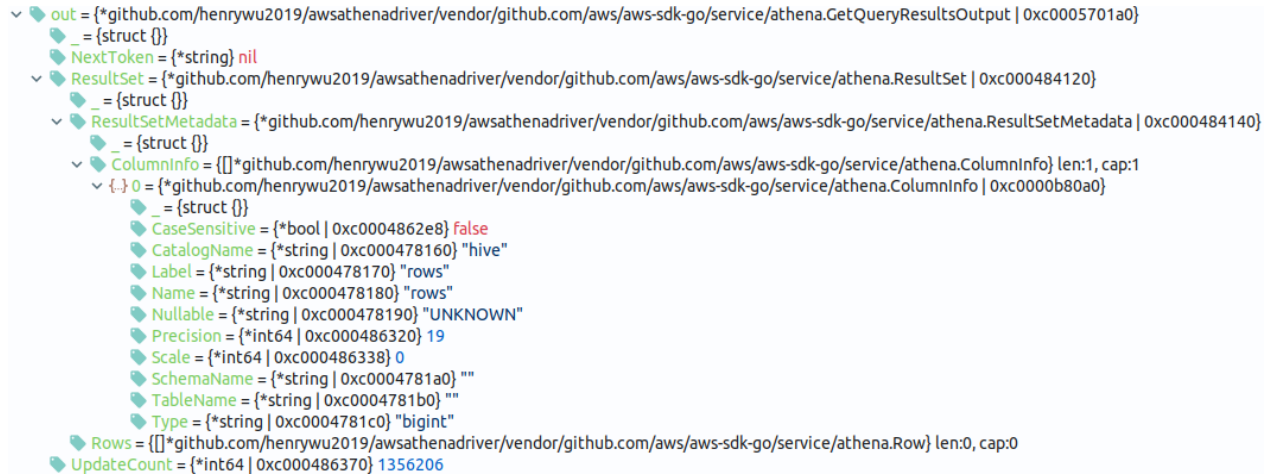 out = {*github.com/henrywu2019/awsathenadriver/vendor/github.com/aws/aws-sdk-go/service/athena.GetQueryResultsOutput | 0xc0005701a0}
_ = {struct {}}
NextToken = {*string} nil
ResultSet = {*github.com/henrywu2019/awsathenadriver/vendor/github.com/aws/aws-sdk-go/service/athena.ResultSet | 0xc000484120}
_ = {struct {}}
ResultSetMetadata = {*github.com/henrywu2019/awsathenadriver/vendor/github.com/aws/aws-sdk-go/service/athena.ResultSetMetadata | 0xc000484140}
_ = {struct {}}
ColumnInfo = {[]*github.com/henrywu2019/awsathenadriver/vendor/github.com/aws/aws-sdk-go/service/athena.ColumnInfo} len:1, cap:1
{...} 0 = {*github.com/henrywu2019/awsathenadriver/vendor/github.com/aws/aws-sdk-go/service/athena.ColumnInfo | 0xc0000b80a0}
_ = {struct {}}
CaseSensitive = {*bool | 0xc0004862e8} false
CatalogName = {*string | 0xc000478160} "hive"
Label = {*string | 0xc000478170} "rows"
Name = {*string | 0xc000478180} "rows"
Nullable = {*string | 0xc000478190} "UNKNOWN"
Precision = {*int64 | 0xc000486320} 19
Scale = {*int64 | 0xc000486338} 0
SchemaName = {*string | 0xc0004781a0} ""
TableName = {*string | 0xc0004781b0} ""
Type = {*string | 0xc0004781c0} "bigint"
Rows = {[]*github.com/henrywu2019/awsathenadriver/vendor/github.com/aws/aws-sdk-go/service/athena.Row} len:0, cap:0
UpdateCount = {*int64 | 0xc000486370} 1356206